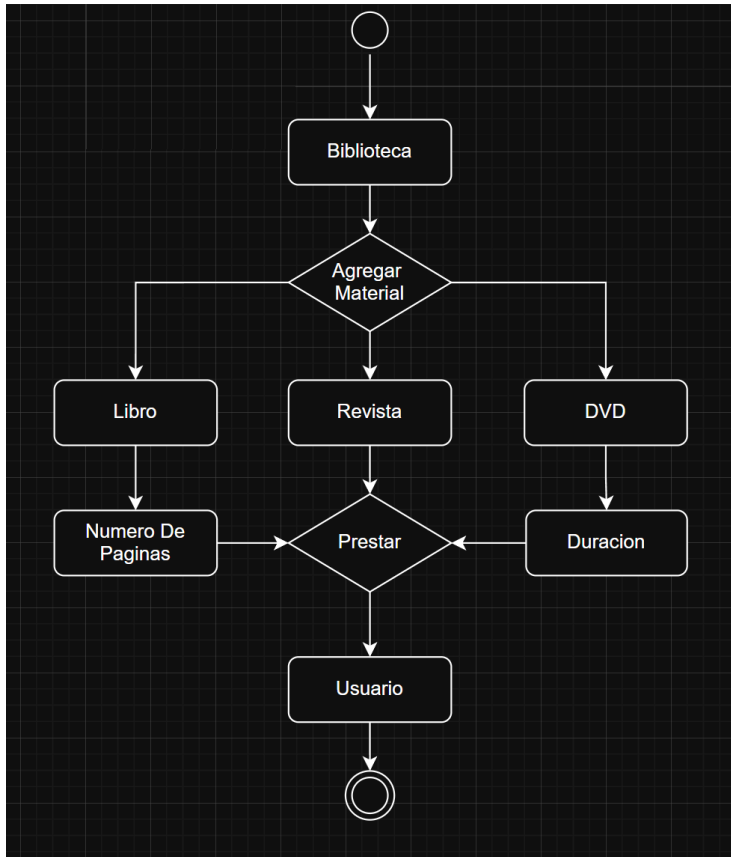 Biblioteca
Agregar
Material
Libro
Revista
DVD
Numero De
Paginas
Prestar
Duracion
Usuario